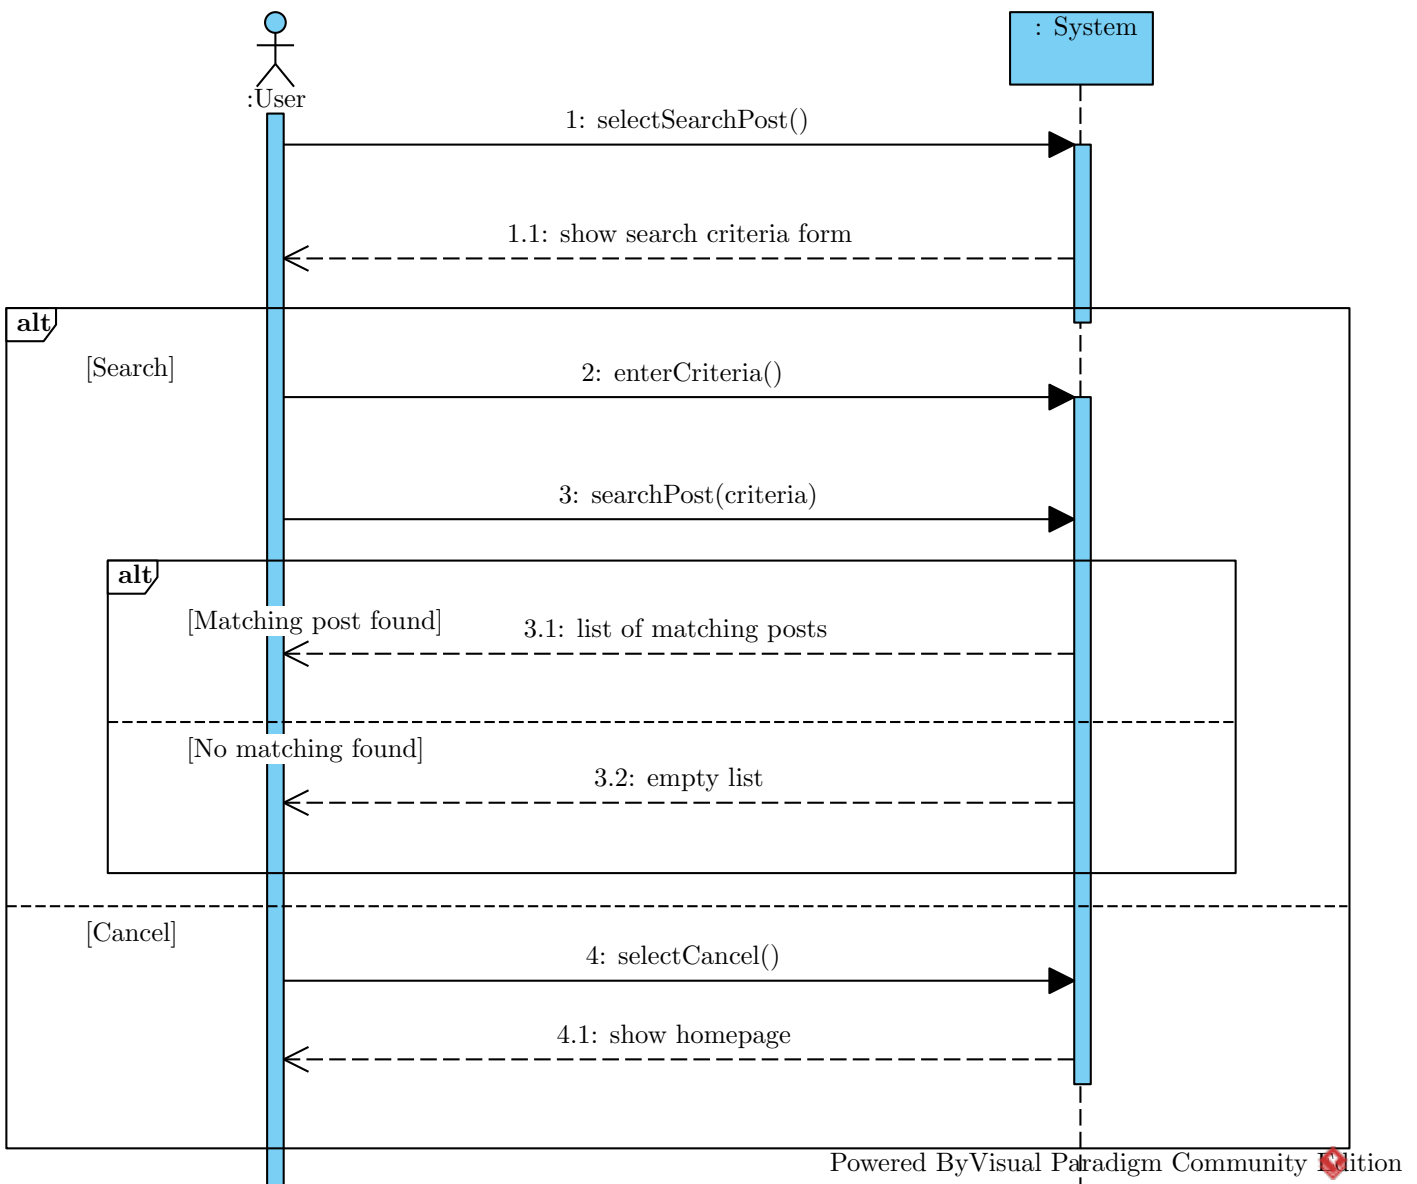 : System
:User
1: selectSearchPost()
1.1: show search criteria form
alt
[Search]
2: enterCriteria()
3: searchPost(criteria)
alt
[Matching post found]
3.1: list of matching posts
[No matching found]
3.2: empty list
[Cancel]
4: selectCancel()
4.1: show homepage
Powered ByVisual Paradigm Community Edition